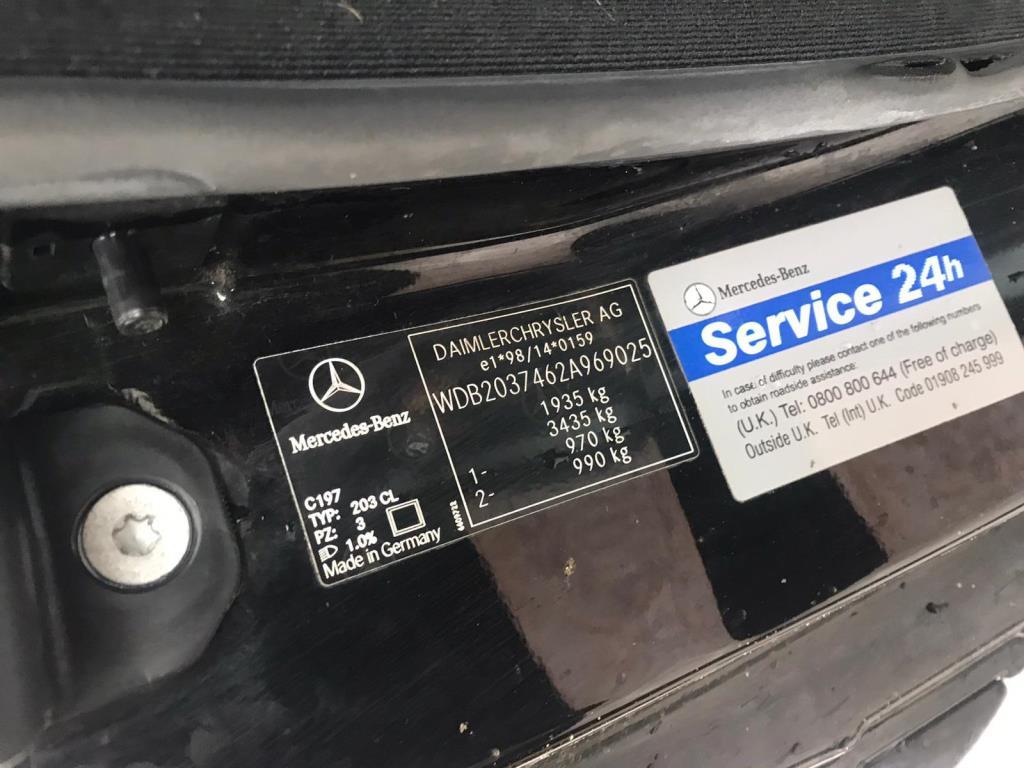 DAIMLERCHRYSLER AG
e1*98/14*0159
WDB2037462A969025
1935 kg
3435 kg
1- 970 kg
2- 990 kg
Mercedes-Benz
C197
TYP: 203 CL
PZ: 3
1.0%
Made in Germany
Mercedes-Benz
Service 24h
In case of difficulty please contact one of the following numbers
to obtain roadside assistance:
(U.K.) Tel: 0800 800 644 (Free of charge)
Outside U.K. Tel (Int) U.K. Code 01908 245 999